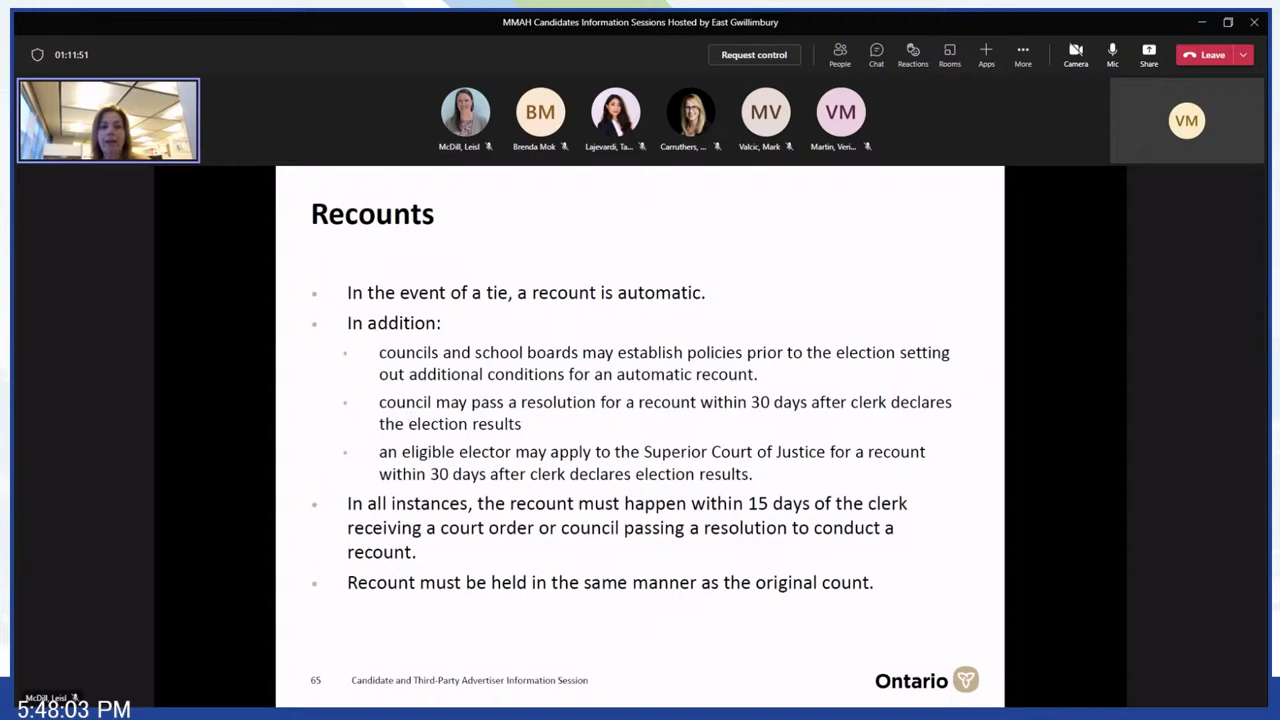 MMAH Candidates Information Sessions Hosted by East Gwillimbury
01:11:51
Request control
People
Chat
Reactions
Rooms
Apps
More
Camera
Mic
Share
Leave
BM
MV
VM
VM
McDill, Leisl
Brenda Mok
Lajevardi, Ta...
Carruthers, ...
Valcic, Mark
Martin, Veri...
Recounts
In the event of a tie, a recount is automatic.
In addition:
councils and school boards may establish policies prior to the election setting
out additional conditions for an automatic recount.
council may pass a resolution for a recount within 30 days after clerk declares
the election results
an eligible elector may apply to the Superior Court of Justice for a recount
within 30 days after clerk declares election results.
In all instances, the recount must happen within 15 days of the clerk
receiving a court order or council passing a resolution to conduct a
recount.
Recount must be held in the same manner as the original count.
65 Candidate and Third-Party Advertiser Information Session
Ontario
McDill, Leisl
5:48:03 PM